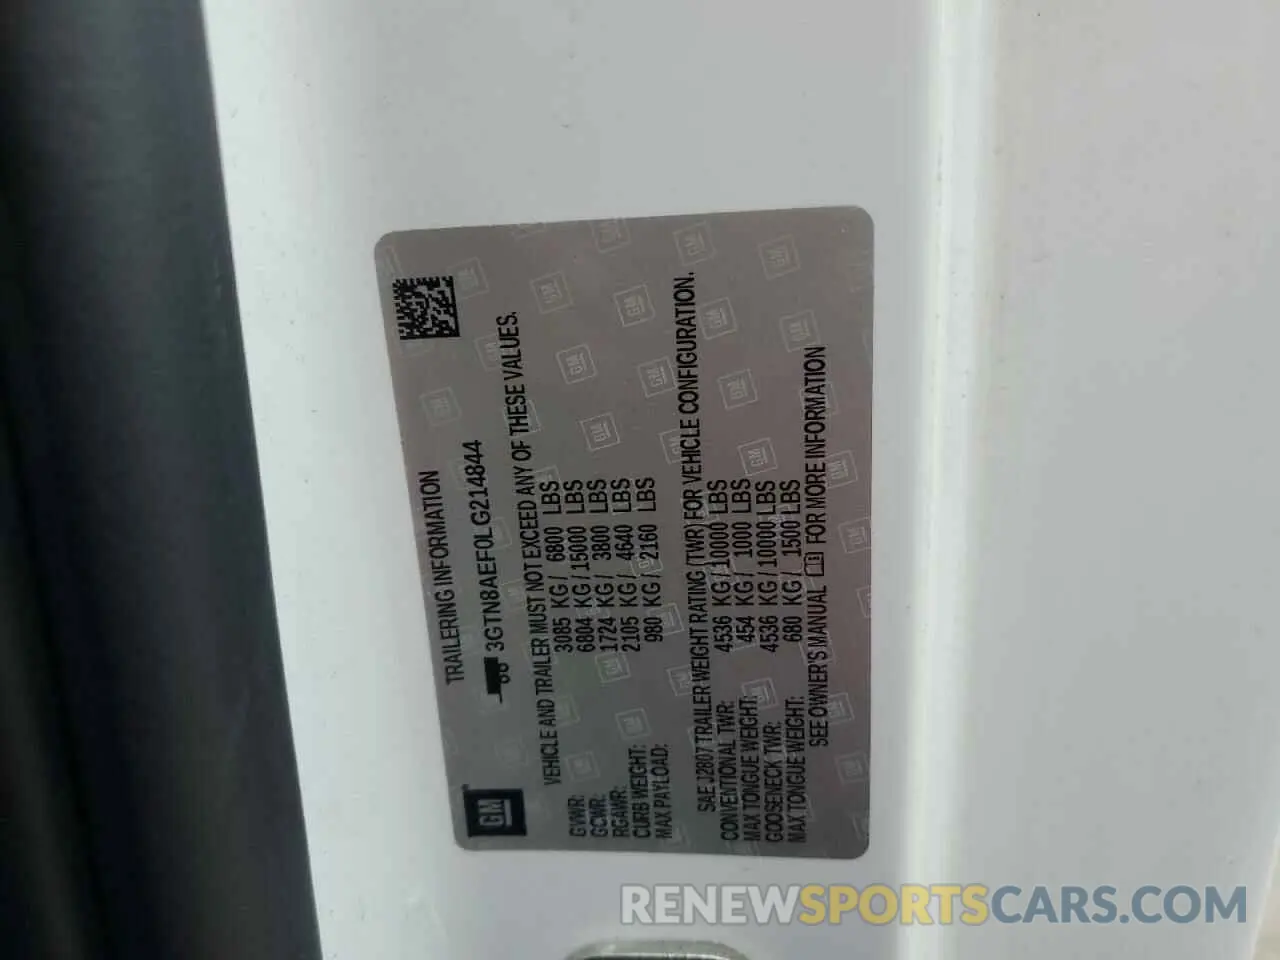 TRAILERING INFORMATION
3GTN8AEF0LG214844
VEHICLE AND TRAILER MUST NOT EXCEED ANY OF THESE VALUES.
GVWR: 3085 KG / 6800 LBS
GCWR: 6804 KG / 15000 LBS
RGAWR: 1724 KG / 3800 LBS
CURB WEIGHT: 2105 KG / 4640 LBS
MAX PAYLOAD: 980 KG / 2160 LBS
SAE J2807 TRAILER WEIGHT RATING (TWR) FOR VEHICLE CONFIGURATION.
CONVENTIONAL TWR: 4536 KG / 10000 LBS
MAX TONGUE WEIGHT: 454 KG / 1000 LBS
GOOSENECK TWR: 4536 KG / 10000 LBS
MAX TONGUE WEIGHT: 680 KG / 1500 LBS
SEE OWNER'S MANUAL FOR MORE INFORMATION
GM
RENEWSPORTSCARS.COM